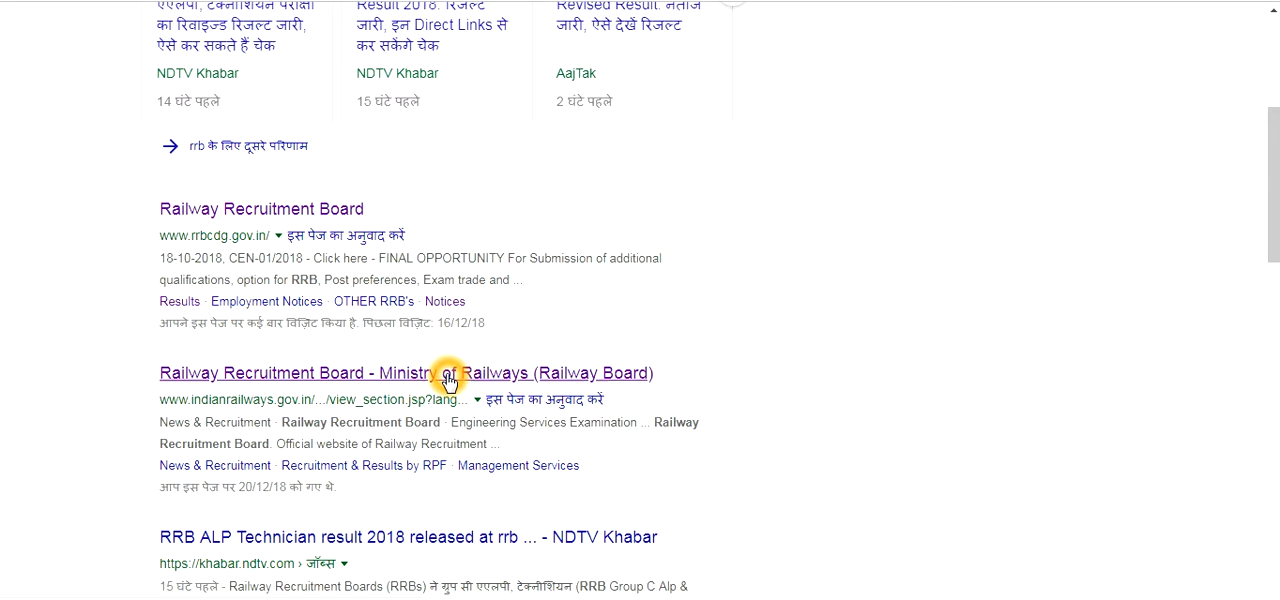 एएलपी, टेक्नीशियन परीक्षा
का रिवाइज्ड रिजल्ट जारी,
ऐसे कर सकते हैं चेक
NDTV Khabar
14 घंटे पहले
Result 2018: रिजल्ट
जारी, इन Direct Links से
कर सकेंगे चेक
NDTV Khabar
15 घंटे पहले
Revised Result: नतीजे
जारी, ऐसे देखें रिजल्ट
AajTak
2 घंटे पहले
rrb के लिए दूसरे परिणाम
Railway Recruitment Board
www.rrbcdg.gov.in/ इस पेज का अनुवाद करें
18-10-2018, CEN-01/2018 - Click here - FINAL OPPORTUNITY For Submission of additional
qualifications, option for RRB, Post preferences, Exam trade and ...
Results · Employment Notices · OTHER RRB's · Notices
आपने इस पेज पर कई बार विज़िट किया है. पिछला विज़िट: 16/12/18
Railway Recruitment Board - Ministry of Railways (Railway Board)
www.indianrailways.gov.in/.../view_section.jsp?lang... इस पेज का अनुवाद करें
News & Recruitment · Railway Recruitment Board · Engineering Services Examination ... Railway
Recruitment Board. Official website of Railway Recruitment ...
News & Recruitment · Recruitment & Results by RPF · Management Services
आप इस पेज पर 20/12/18 को गए थे.
RRB ALP Technician result 2018 released at rrb ... - NDTV Khabar
https://khabar.ndtv.com › जॉब्स
15 घंटे पहले - Railway Recruitment Boards (RRBs) ने ग्रुप सी एएलपी, टेक्नीशियन (RRB Group C Alp &